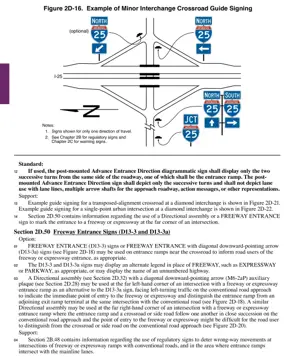 Figure 2D-16. Example of Minor Interchange Crossroad Guide Signing
NORTH
25
(optional)
NORTH
25
I-25
N
NORTH SOUTH
25 25
JCT
25
Notes:
1. Signs shown for only one direction of travel.
2. See Chapter 2B for regulatory signs and
Chapter 2C for warning signs.
Standard:
If used, the post-mounted Advance Entrance Direction diagrammatic sign shall display only the two
successive turns from the same side of the roadway, one of which shall be the entrance ramp. The post-
mounted Advance Entrance Direction sign shall depict only the successive turns and shall not depict lane
use with lane lines, multiple arrow shafts for the approach roadway, action messages, or other representations.
Support:
Example guide signing for a transposed-alignment crossroad at a diamond interchange is shown in Figure 2D-21.
Example guide signing for a single-point urban intersection at a diamond interchange is shown in Figure 2D-22.
Section 2D.50 contains information regarding the use of a Directional assembly or a FREEWAY ENTRANCE
sign to mark the entrance to a freeway or expressway at the far corner of an intersection.
Section 2D.50 Freeway Entrance Signs (D13-3 and D13-3a)
Option:
FREEWAY ENTRANCE (D13-3) signs or FREEWAY ENTRANCE with diagonal downward-pointing arrow
(D13-3a) signs (see Figure 2D-18) may be used on entrance ramps near the crossroad to inform road users of the
freeway or expressway entrance, as appropriate.
The D13-3 and D13-3a signs may display an alternate legend in place of FREEWAY, such as EXPRESSWAY
or PARKWAY, as appropriate, or may display the name of an unnumbered highway.
A Directional assembly (see Section 2D.32) with a diagonal downward-pointing arrow (M6-2aP) auxiliary
plaque (see Section 2D.28) may be used at the far left-hand corner of an intersection with a freeway or expressway
entrance ramp as an alternative to the D13-3a sign, facing left-turning traffic on the conventional road approach
to indicate the immediate point of entry to the freeway or expressway and distinguish the entrance ramp from an
adjoining exit ramp terminal at the same intersection with the conventional road (see Figure 2D-18). A similar
Directional assembly may be used at the far right-hand corner of an intersection with a freeway or expressway
entrance ramp where the entrance ramp and a crossroad or side road follow one another in close succession on the
conventional road approach and the point of entry to the freeway or expressway might be difficult for the road user
to distinguish from the crossroad or side road on the conventional road approach (see Figure 2D-20).
Support:
Section 2B.48 contains information regarding the use of regulatory signs to deter wrong-way movements at
intersections of freeway or expressway ramps with conventional roads, and in the area where entrance ramps
intersect with the mainline lanes.